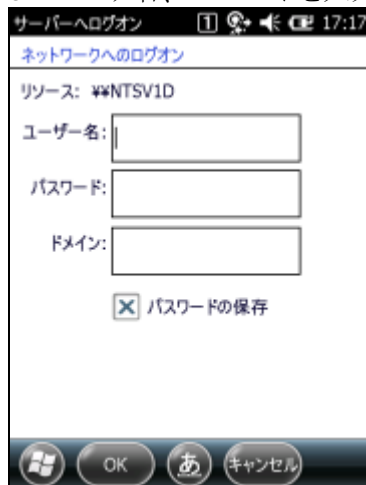 サーバーへログオン 1 17:17
ネットワークへのログオン
リソース: ¥¥NTSV1D
ユーザー名:
パスワード:
ドメイン:
パスワードの保存
OK あ キャンセル